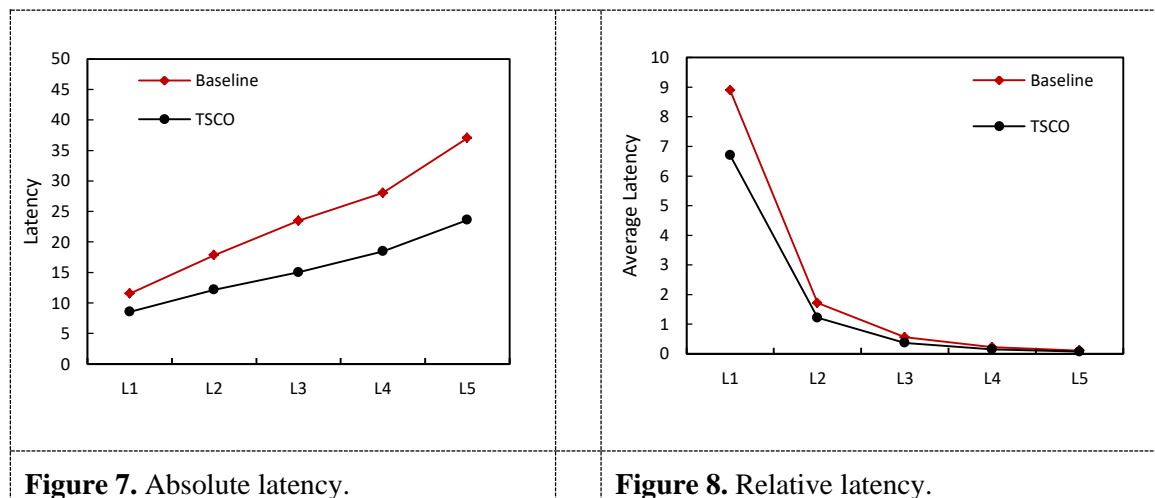 50
45
40
35
30
25
20
15
10
5
0
Latency
Baseline
TSCO
L1 L2 L3 L4 L5
10
9
8
7
6
5
4
3
2
1
0
Average Latency
Baseline
TSCO
L1 L2 L3 L4 L5
Figure 7. Absolute latency.
Figure 8. Relative latency.